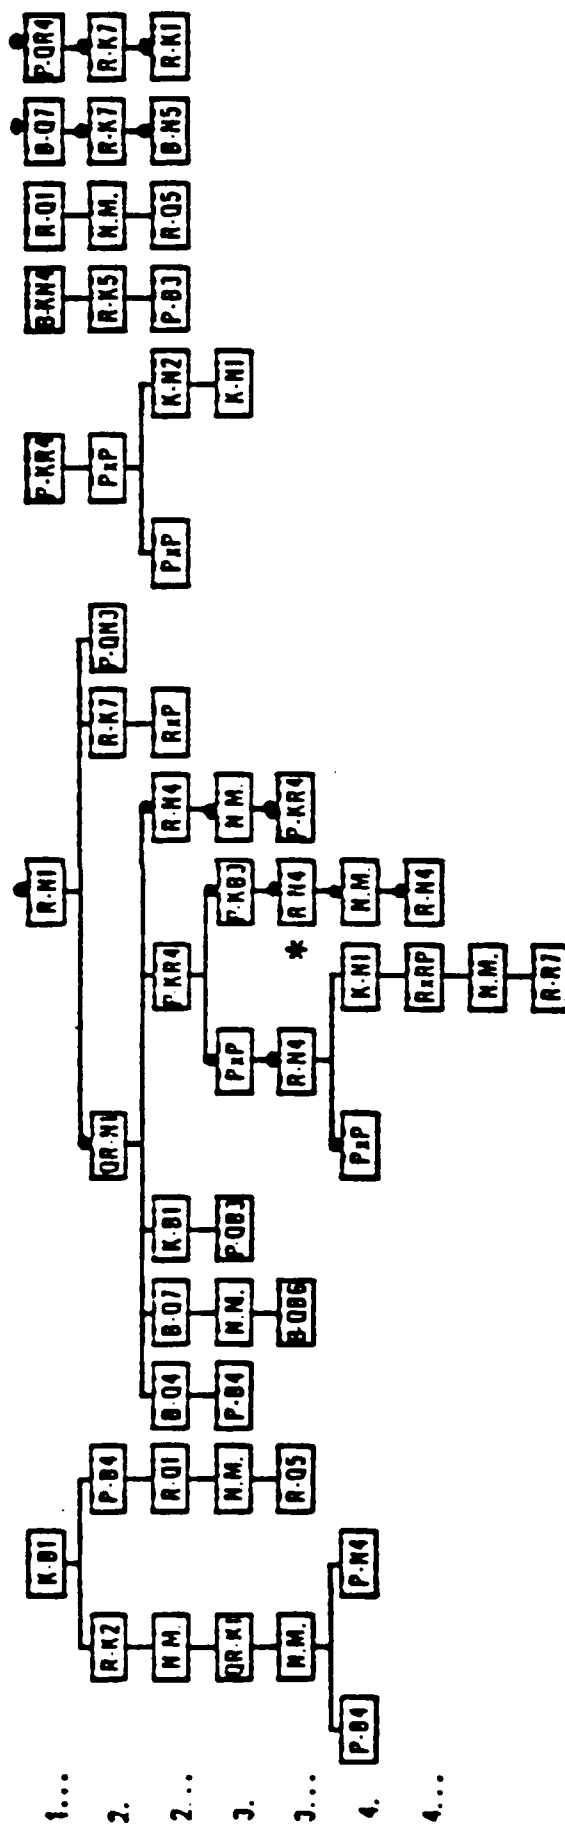 1... K·B1 R·N1 P·KR4 B·KN4 R·Q1 B·Q7 P·QR4
2. R·K2 P·B4 QR·N1 R·K7 P·QN3 PxP R·K5 N.M. R·K7 R·K7
2... N.M. R·Q1 B·Q4 B·Q7 K·B1 P·KR4 R·N4 RxP PxP K·N2 P·B3 R·Q5 B·N5 R·K1
3. QR·K1 N.M. P·B4 N.M. P·QB3 PxP P·KB3 N.M. K·N1
3... N.M. R·Q5 B·QB6 R·N4 * R·N4 P·KR4
4. P·B4 P·N4 PxP K·N1 N.M.
4... RxRP R·N4
N.M.
R·R7